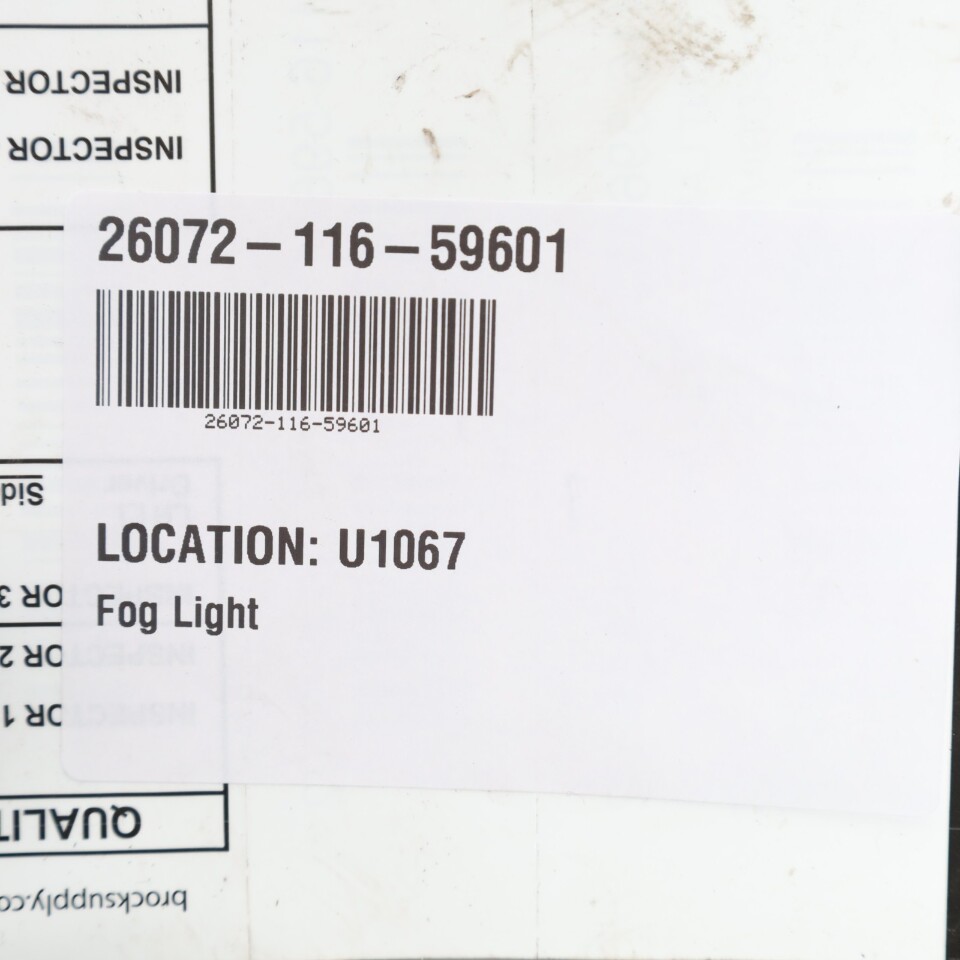 INSPECTOR
INSPECTOR
26072-116-59601
26072-116-59601
LOCATION: U1067
Fog Light
Sid
OR 3
OR 2
OR 1
QUALIT
brocksupply.co